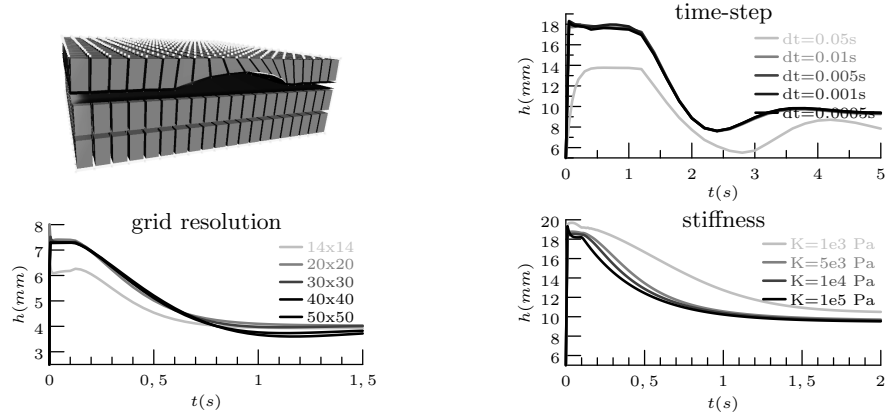 time-step
18
16
14
12
10
8
6
h(mm)
0
1
2
3
4
5
t(s)
dt=0.05s
dt=0.01s
dt=0.005s
dt=0.001s
dt=0.0005s
grid resolution
8
7
6
5
4
3
h(mm)
0
0,5
1
1,5
t(s)
14x14
20x20
30x30
40x40
50x50
stiffness
20
18
16
14
12
10
8
6
h(mm)
0
0,5
1
1,5
2
t(s)
K=1e3 Pa
K=5e3 Pa
K=1e4 Pa
K=1e5 Pa